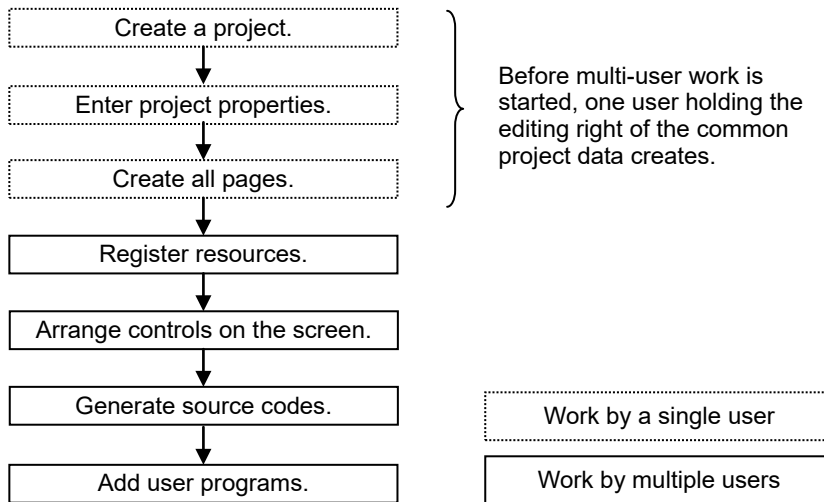 Create a project.
Enter project properties.
Create all pages.
Register resources.
Arrange controls on the screen.
Generate source codes.
Add user programs.
Before multi-user work is
started, one user holding the
editing right of the common
project data creates.
Work by a single user
Work by multiple users